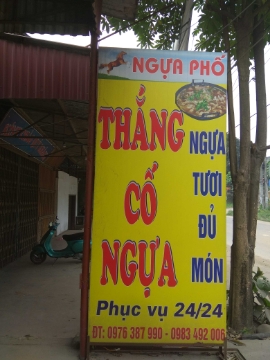 NGỰA PHỐ
THẮNG
CỐ
NGỰA
NGỰA
TƯƠI
ĐỦ
MÓN
Phục vụ 24/24
ĐT: 0976 387 990 - 0983 492 006